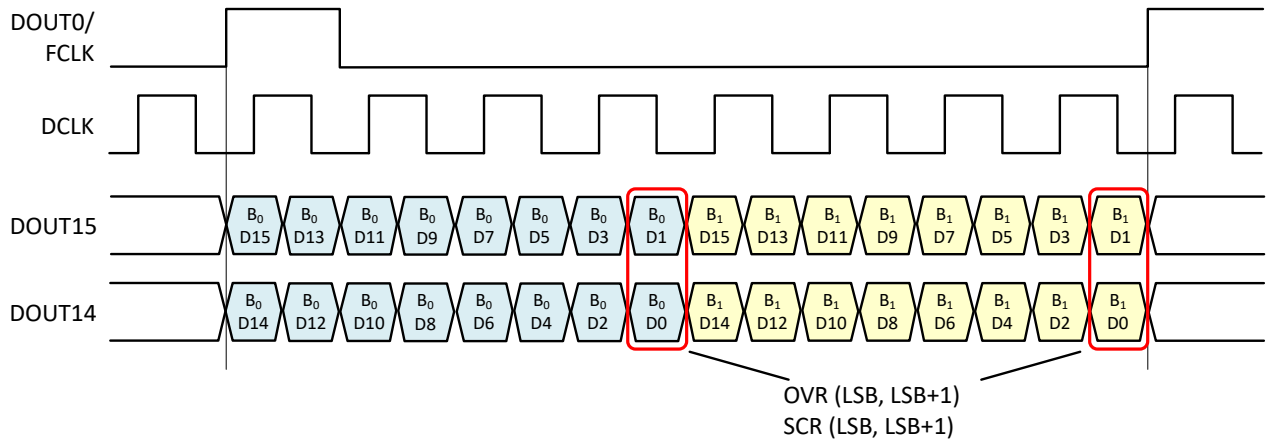 DOUT0/
FCLK
DCLK
DOUT15
B0 B0 B0 B0 B0 B0 B0 B0 B1 B1 B1 B1 B1 B1 B1 B1
D15 D13 D11 D9 D7 D5 D3 D1 D15 D13 D11 D9 D7 D5 D3 D1
DOUT14
B0 B0 B0 B0 B0 B0 B0 B0 B1 B1 B1 B1 B1 B1 B1 B1
D14 D12 D10 D8 D6 D4 D2 D0 D14 D12 D10 D8 D6 D4 D2 D0
OVR (LSB, LSB+1)
SCR (LSB, LSB+1)